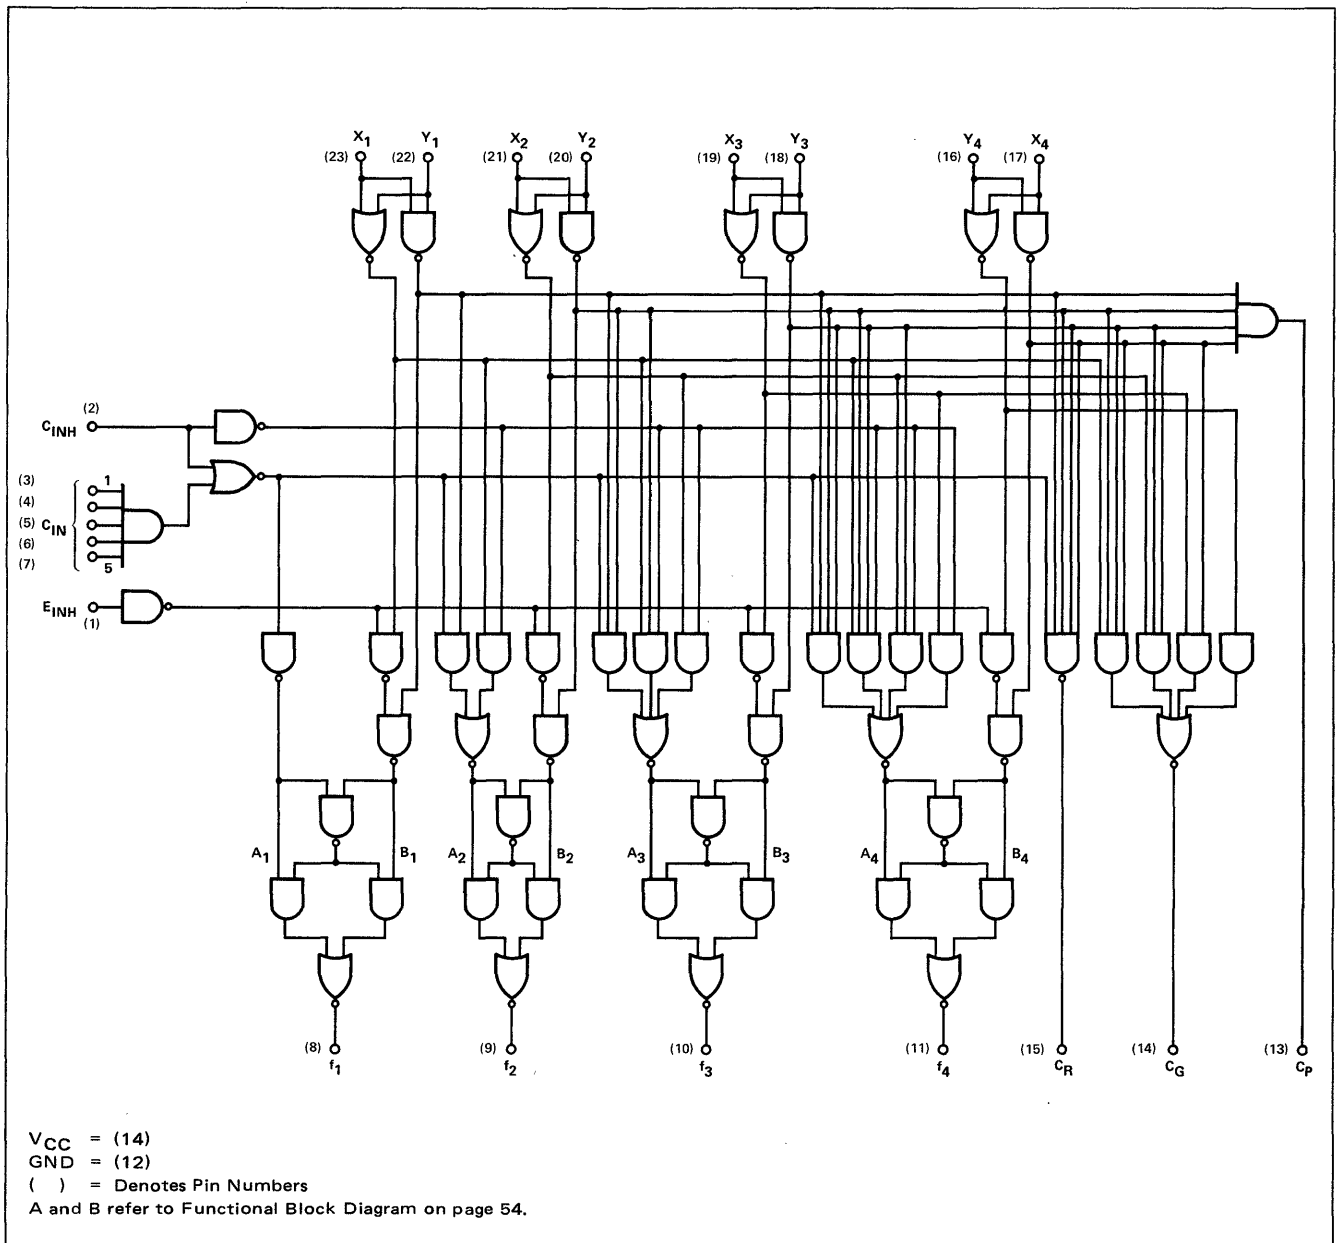 X1 Y1 X2 Y2 X3 Y3 Y4 X4
(23) (22) (21) (20) (19) (18) (16) (17)
(2)
CINH
(3) 1
(4)
(5) CIN
(6)
(7) 5
EINH
(1)
A1 B1 A2 B2 A3 B3 A4 B4
(8) (9) (10) (11) (15) (14) (13)
f1 f2 f3 f4 CR CG CP
VCC = (14)
GND = (12)
( ) = Denotes Pin Numbers
A and B refer to Functional Block Diagram on page 54.